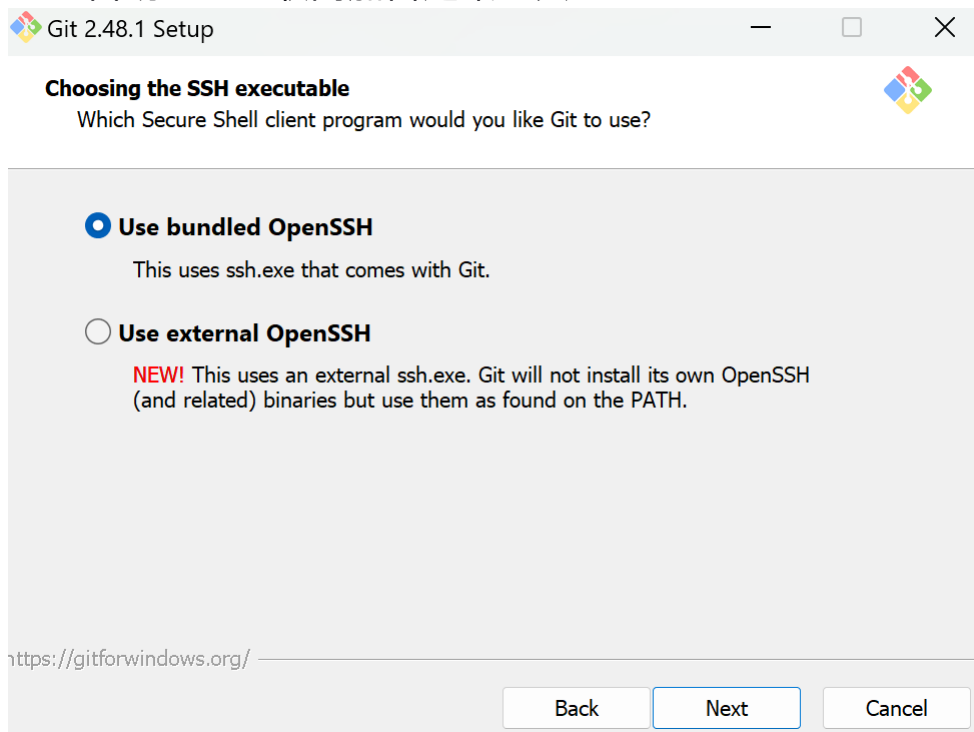 Git 2.48.1 Setup
Choosing the SSH executable
Which Secure Shell client program would you like Git to use?
Use bundled OpenSSH
This uses ssh.exe that comes with Git.
Use external OpenSSH
NEW! This uses an external ssh.exe. Git will not install its own OpenSSH
(and related) binaries but use them as found on the PATH.
https://gitforwindows.org/
Back
Next
Cancel